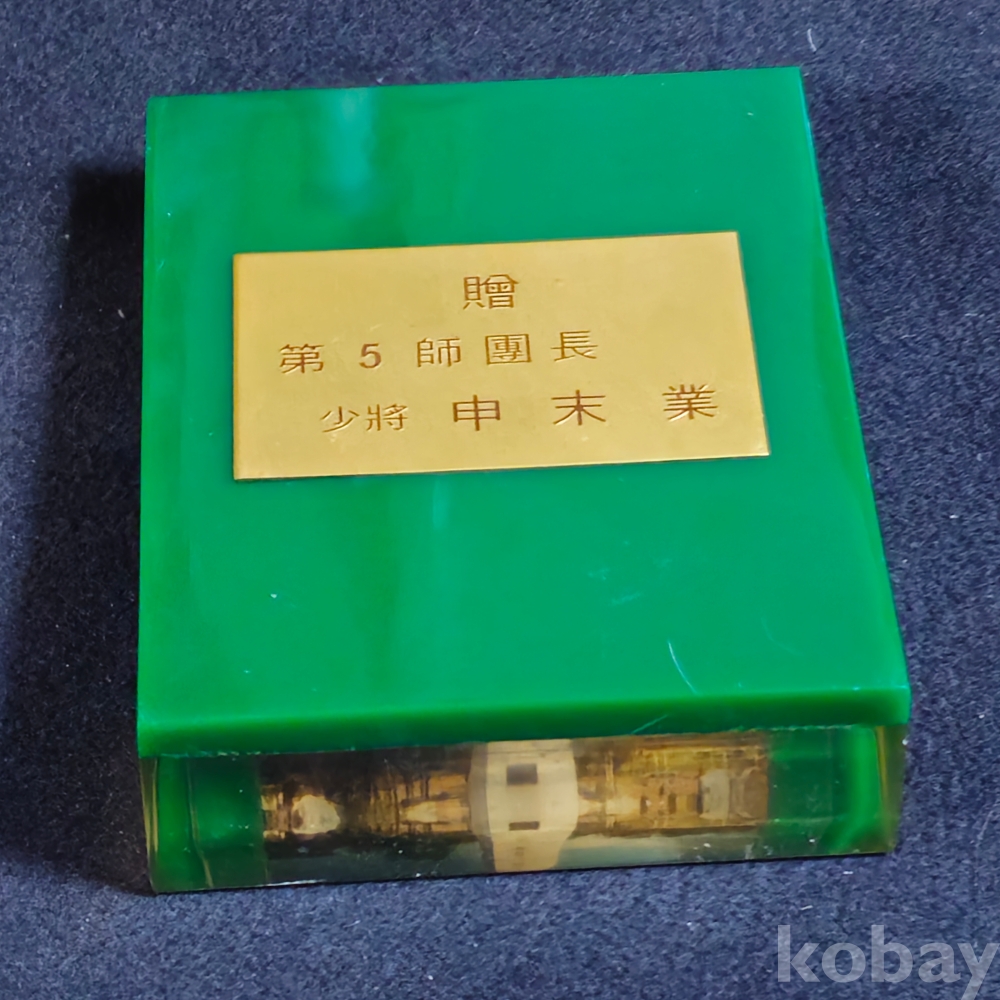 贈
第 5 師 團 長
少將 申 末 業
kobay